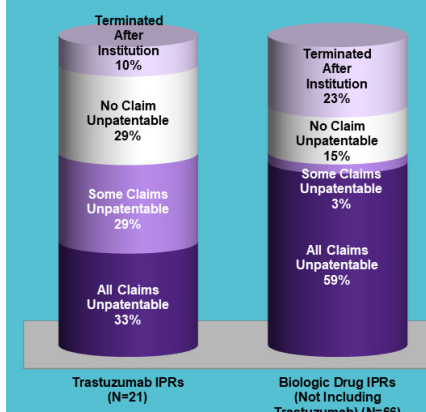 Terminated
After
Institution
10%
No Claim
Unpatentable
29%
Some Claims
Unpatentable
29%
All Claims
Unpatentable
33%
Trastuzumab IPRs
(N=21)
Terminated
After
Institution
23%
No Claim
Unpatentable
15%
Some Claims
Unpatentable
3%
All Claims
Unpatentable
59%
Biologic Drug IPRs
(Not Including
Trastuzumab) (N=66)